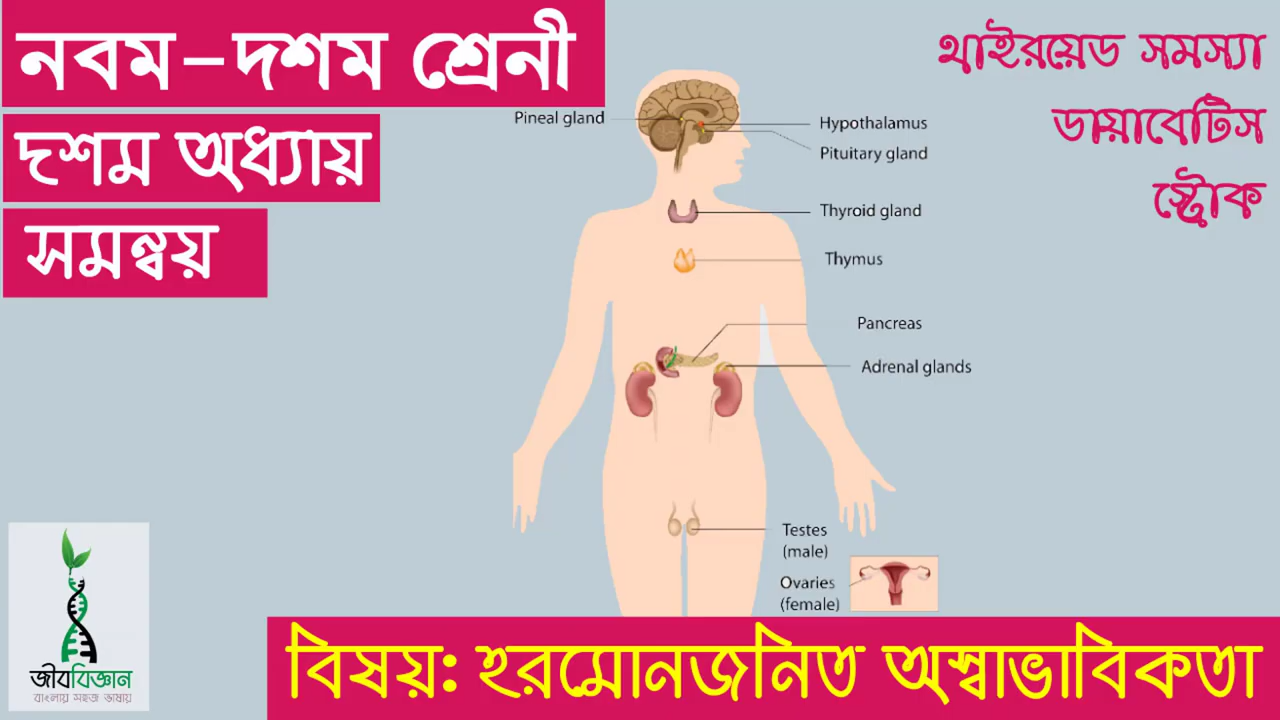 নবম-দশম শ্রেনী
দশম অধ্যায়
সমন্বয়
থাইরয়েড সমস্যা
ডায়াবেটিস
স্ট্রোক
Pineal gland
Hypothalamus
Pituitary gland
Thyroid gland
Thymus
Pancreas
Adrenal glands
Testes
(male)
Ovaries
(female)
জীববিজ্ঞান
বাংলায় সহজ ভাষায়
বিষয়: হরমোনজনিত অস্বাভাবিকতা